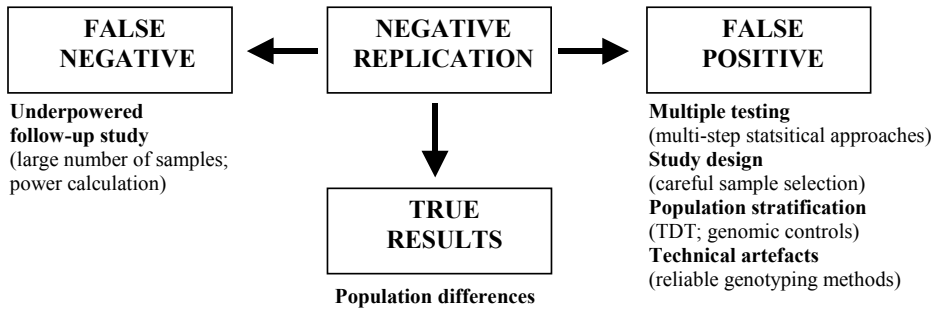 FALSE
NEGATIVE
NEGATIVE
REPLICATION
FALSE
POSITIVE
Underpowered
follow-up study
(large number of samples;
power calculation)
TRUE
RESULTS
Population differences
Multiple testing
(multi-step statsitical approaches)
Study design
(careful sample selection)
Population stratification
(TDT; genomic controls)
Technical artefacts
(reliable genotyping methods)